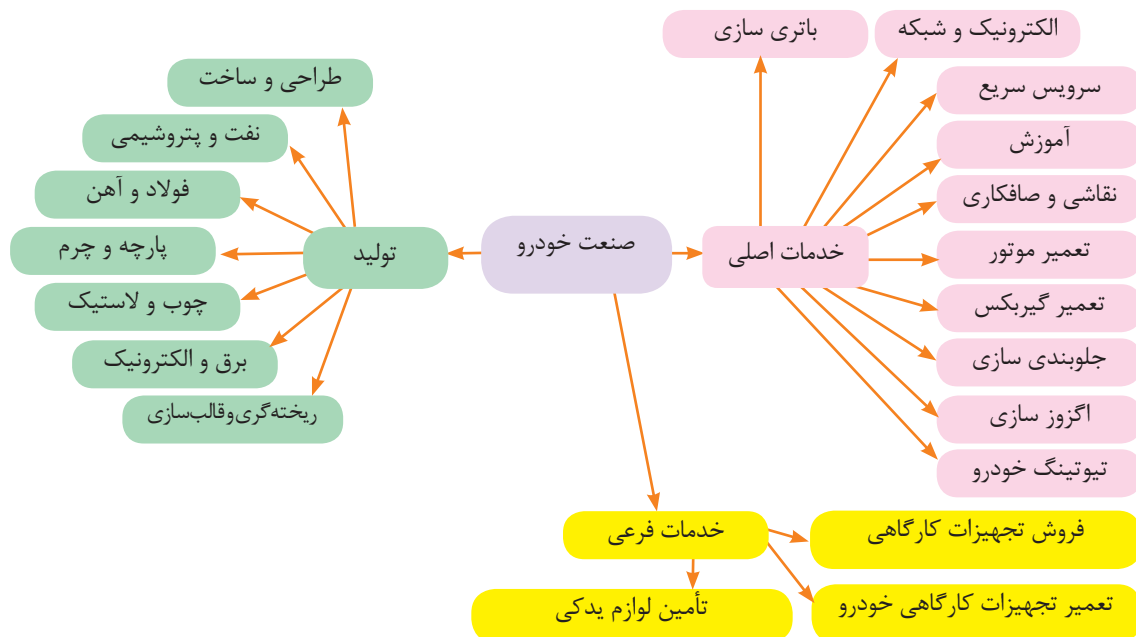 الکترونیک و شبکه
باتری سازی
سرویس سریع
آموزش
نقاشی و صافکاری
تعمیر موتور
تعمیر گیربکس
جلوبندی سازی
اگزوز سازی
تیوتینگ خودرو
خدمات اصلی
صنعت خودرو
تولید
طراحی و ساخت
نفت و پتروشیمی
فولاد و آهن
پارچه و چرم
چوب و لاستیک
برق و الکترونیک
ریخته‌گری‌وقالب‌سازی
خدمات فرعی
فروش تجهیزات کارگاهی
تعمیر تجهیزات کارگاهی خودرو
تأمین لوازم یدکی